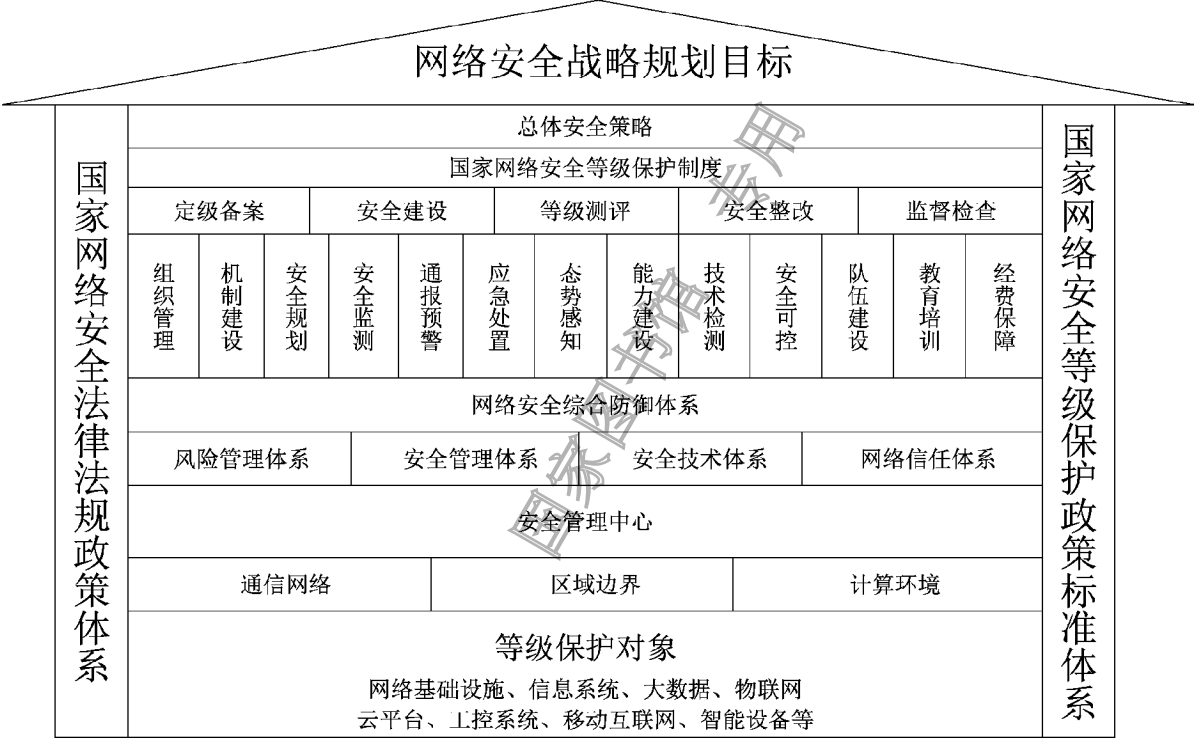 网络安全战略规划目标
国家网络安全法律法规政策体系
总体安全策略
国家网络安全等级保护制度
定级备案 安全建设 等级测评 安全整改 监督检查
组织管理 机制建设 安全规划 安全监测 通报预警 应急处置 态势感知 能力建设 技术检测 安全可控 队伍建设 教育培训 经费保障
网络安全综合防御体系
风险管理体系 安全管理体系 安全技术体系 网络信任体系
安全管理中心
通信网络 区域边界 计算环境
等级保护对象
网络基础设施、信息系统、大数据、物联网
云平台、工控系统、移动互联网、智能设备等
国家网络安全等级保护政策标准体系
国家图书馆 专用